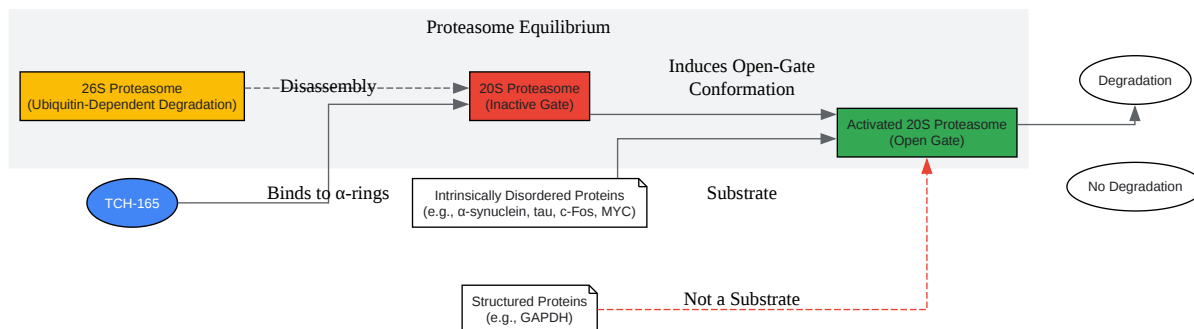 Proteasome Equilibrium
26S Proteasome
(Ubiquitin-Dependent Degradation)
Disassembly
20S Proteasome
(Inactive Gate)
Induces Open-Gate
Conformation
Activated 20S Proteasome
(Open Gate)
Degradation
No Degradation
TCH-165
Binds to α-rings
Intrinsically Disordered Proteins
(e.g., α-synuclein, tau, c-Fos, MYC)
Substrate
Structured Proteins
(e.g., GAPDH)
Not a Substrate